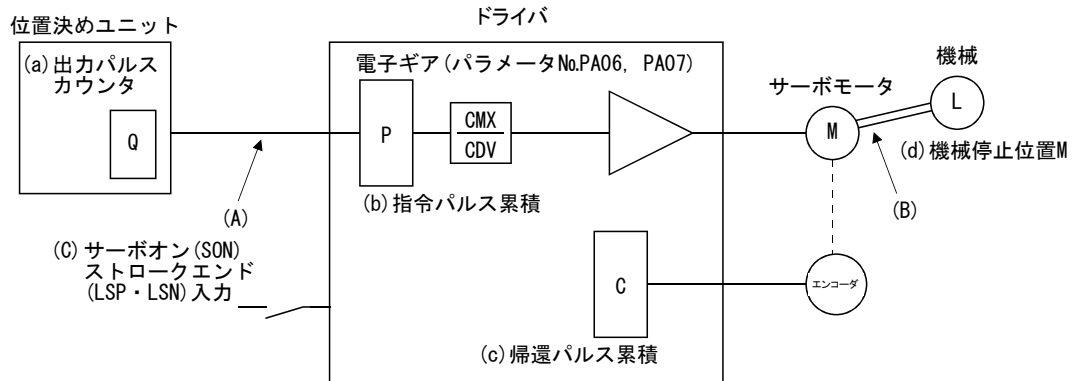 ドライバ
位置決めユニット
(a)出力パルス
カウンタ
Q
電子ギア(パラメータNo.PA06, PA07)
P
CMX
CDV
サーボモータ
M
機械
L
(d)機械停止位置M
(B)
(A)
(b)指令パルス累積
(C) サーボオン(SON)
ストロークエンド
(LSP・LSN)入力
C
エンコーダ
(c)帰還パルス累積